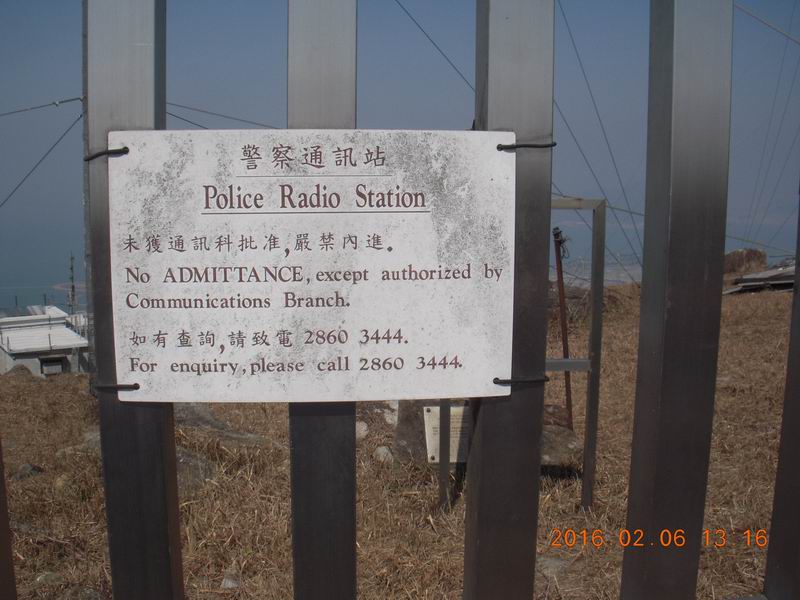 警察通訊站
Police Radio Station
未獲通訊科批准,嚴禁內進.
No ADMITTANCE, except authorized by
Communications Branch.
如有查詢,請致電 2860 3444.
For enquiry, please call 2860 3444.
2016.02.06 13:16